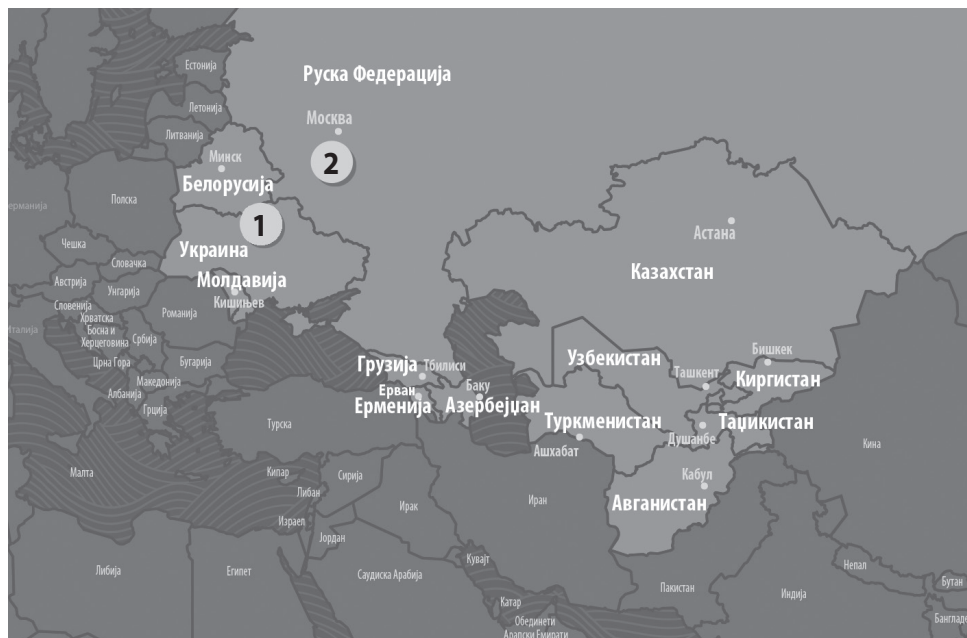 Естонија
Руска Федерација
Летонија
Москва
Литванија
Минск
2
Белорусија
Полска
ерманија
1
Астана
Чешка
Украина
Словачка
Казахстан
Австрија
Молдавија
Унгарија
Кишињев
Словенија
Романија
Хрватска
Италија
Босна и
Херцеговина
Србија
Узбекистан
Бишкек
Црна Гора
Бугарија
Грузија
Тбилиси
Ташкент
Киргистан
Македонија
Албанија
Ерван
Баку
Ерменија
Азербејџан
Грција
Турска
Туркменистан
Таџикистан
Душанбе
Кина
Ашхабат
Малта
Кипар
Сирија
Кабул
Либан
Ирак
Иран
Авганистан
Израел
Јордан
Кувајт
Либија
Египет
Саудиска Арабија
Непал
Пакистан
Индија
Бутан
Катар
Обединети
Арапски Емирати
Бангладе